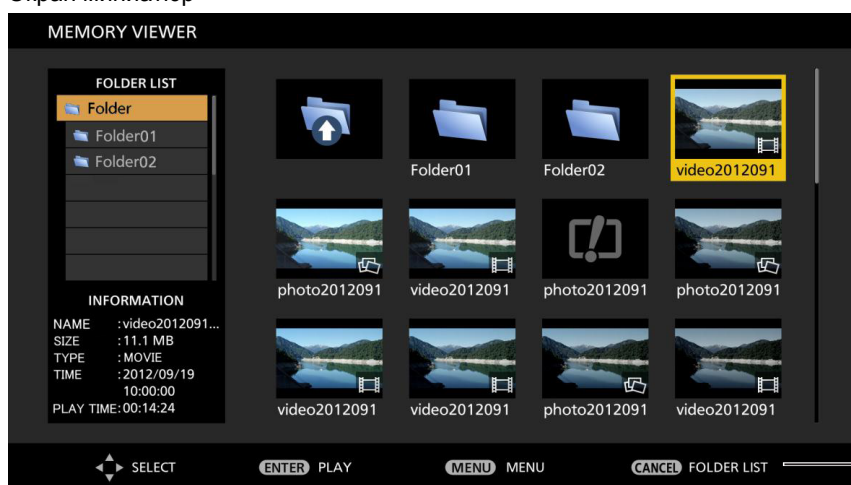 Экран миниатюр
MEMORY VIEWER
FOLDER LIST
Folder
Folder01
Folder02
INFORMATION
NAME :video2012091...
SIZE :11.1 MB
TYPE :MOVIE
TIME :2012/09/19
10:00:00
PLAY TIME:00:14:24
Folder01
Folder02
video2012091
photo2012091
video2012091
photo2012091
photo2012091
video2012091
video2012091
photo2012091
video2012091
SELECT
ENTER PLAY
MENU MENU
CANCEL FOLDER LIST